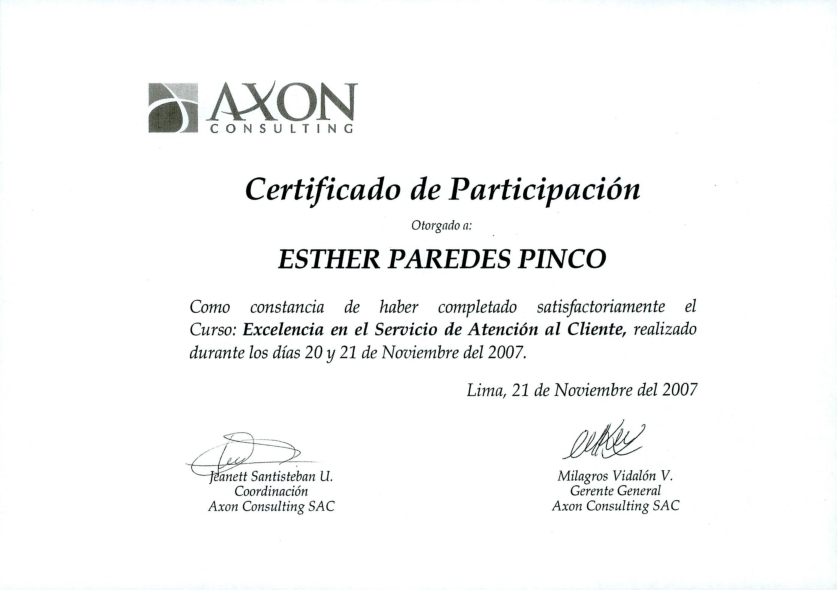 AXON
CONSULTING
Certificado de Participación
Otorgado a:
ESTHER PAREDES PINCO
Como constancia de haber completado satisfactoriamente el
Curso: Excelencia en el Servicio de Atención al Cliente, realizado
durante los días 20 y 21 de Noviembre del 2007.
Lima, 21 de Noviembre del 2007
Jeanett Santisteban U.
Coordinación
Axon Consulting SAC
Milagros Vidalón V.
Gerente General
Axon Consulting SAC